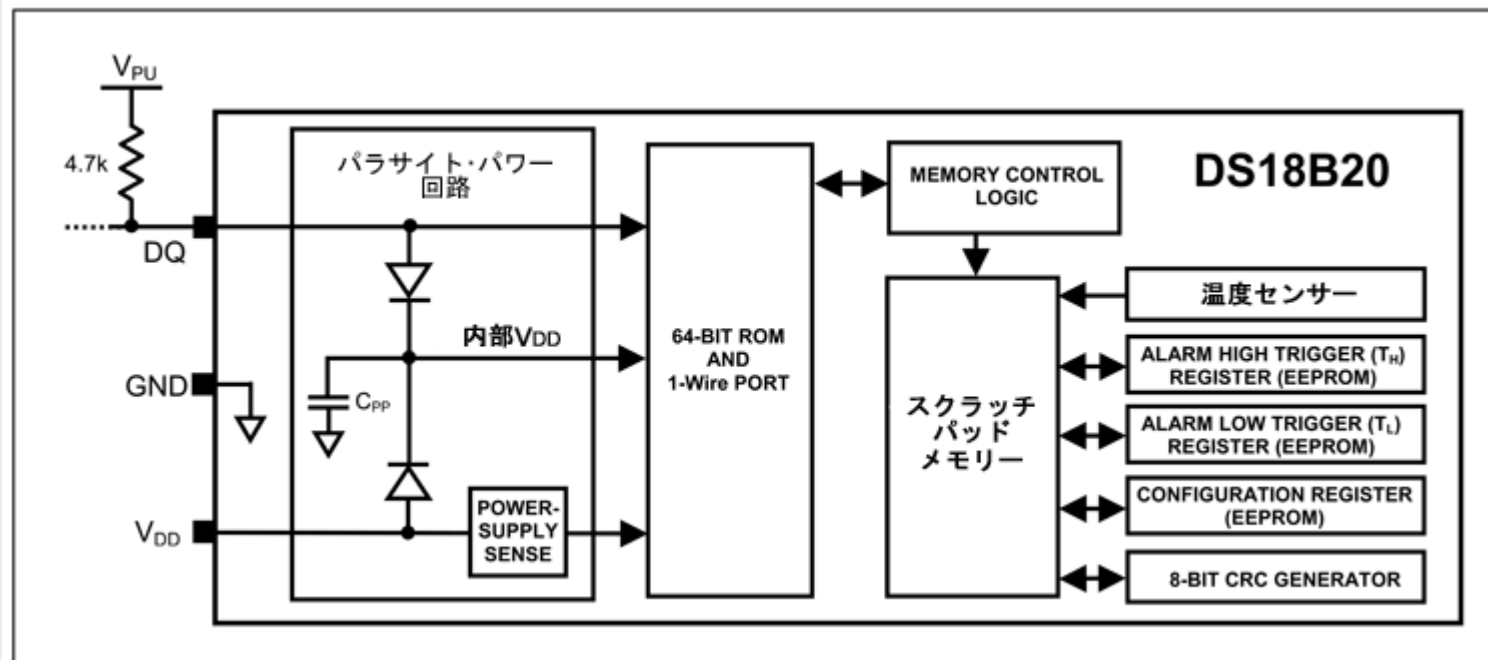 VPU
4.7k
DQ
GND
VDD
パラサイト・パワー
回路
内部VDD
CPP
POWER-
SUPPLY
SENSE
64-BIT ROM
AND
1-Wire PORT
MEMORY CONTROL
LOGIC
DS18B20
スクラッチ
パッド
メモリー
温度センサー
ALARM HIGH TRIGGER (TH)
REGISTER (EEPROM)
ALARM LOW TRIGGER (TL)
REGISTER (EEPROM)
CONFIGURATION REGISTER
(EEPROM)
8-BIT CRC GENERATOR